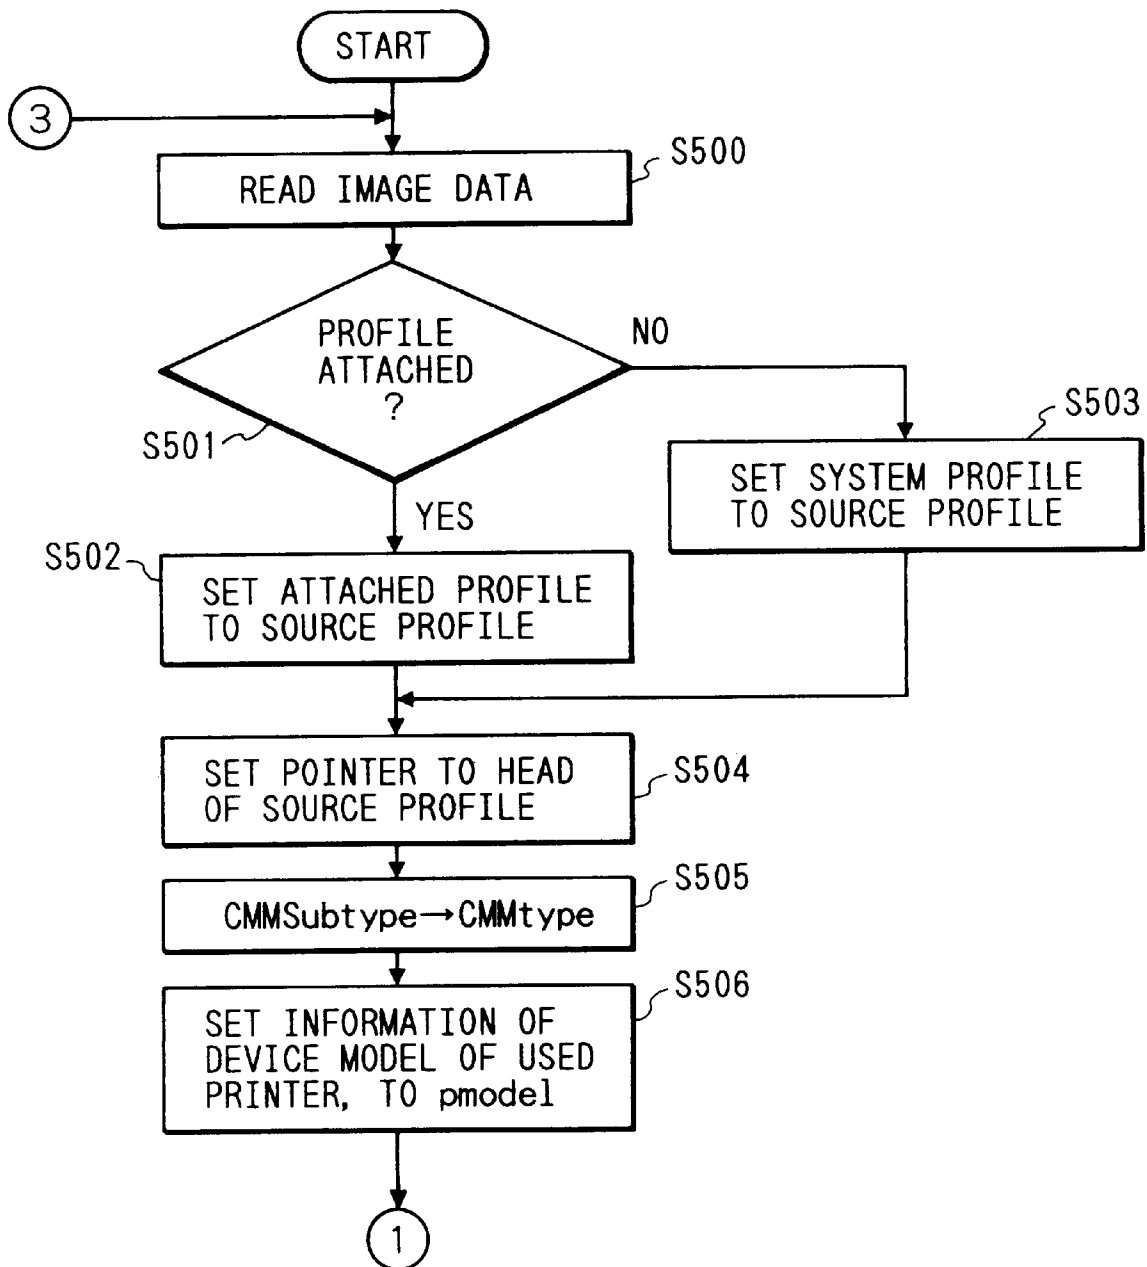 START
3
S500
READ IMAGE DATA
PROFILE
ATTACHED
?
NO
S501
S503
SET SYSTEM PROFILE
TO SOURCE PROFILE
YES
S502
SET ATTACHED PROFILE
TO SOURCE PROFILE
SET POINTER TO HEAD
OF SOURCE PROFILE
S504
S505
CMMSubtype→CMMtype
S506
SET INFORMATION OF
DEVICE MODEL OF USED
PRINTER, TO pmodel
1